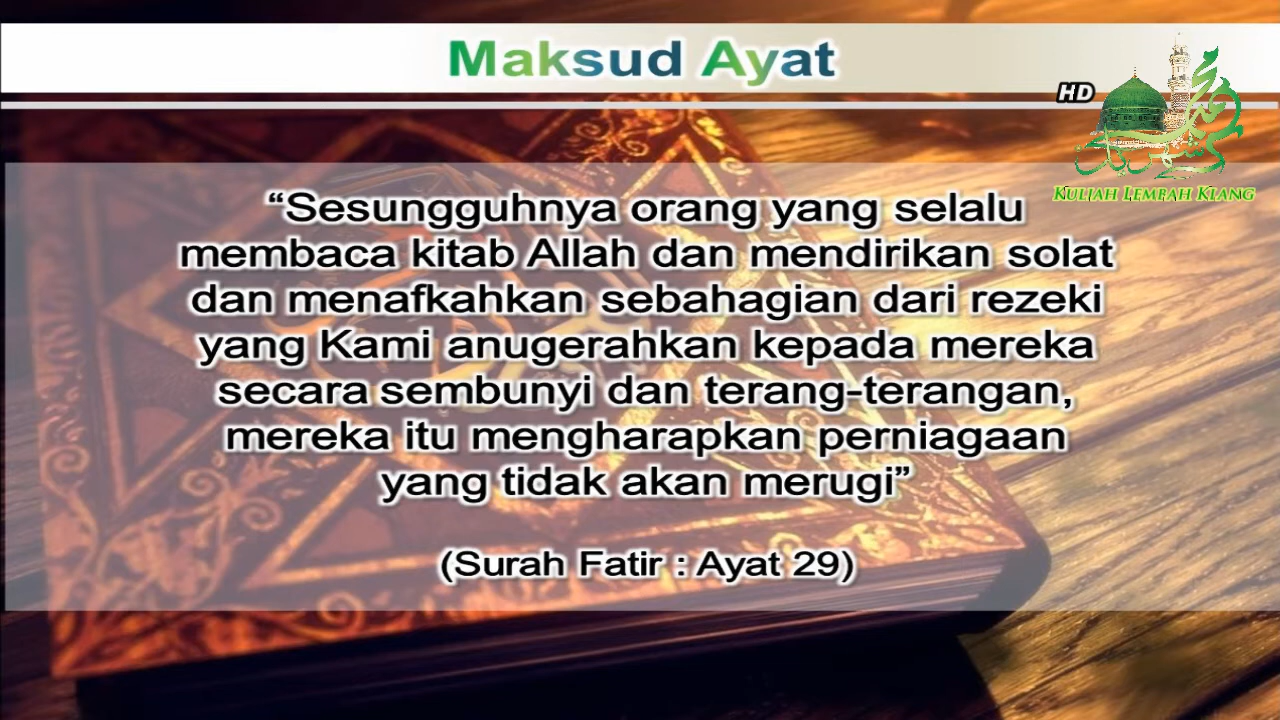 Maksud Ayat
HD
KULIAH LEMBAH KLANG
“Sesungguhnya orang yang selalu
membaca kitab Allah dan mendirikan solat
dan menafkahkan sebahagian dari rezeki
yang Kami anugerahkan kepada mereka
secara sembunyi dan terang-terangan,
mereka itu mengharapkan perniagaan
yang tidak akan merugi”
(Surah Fatir : Ayat 29)